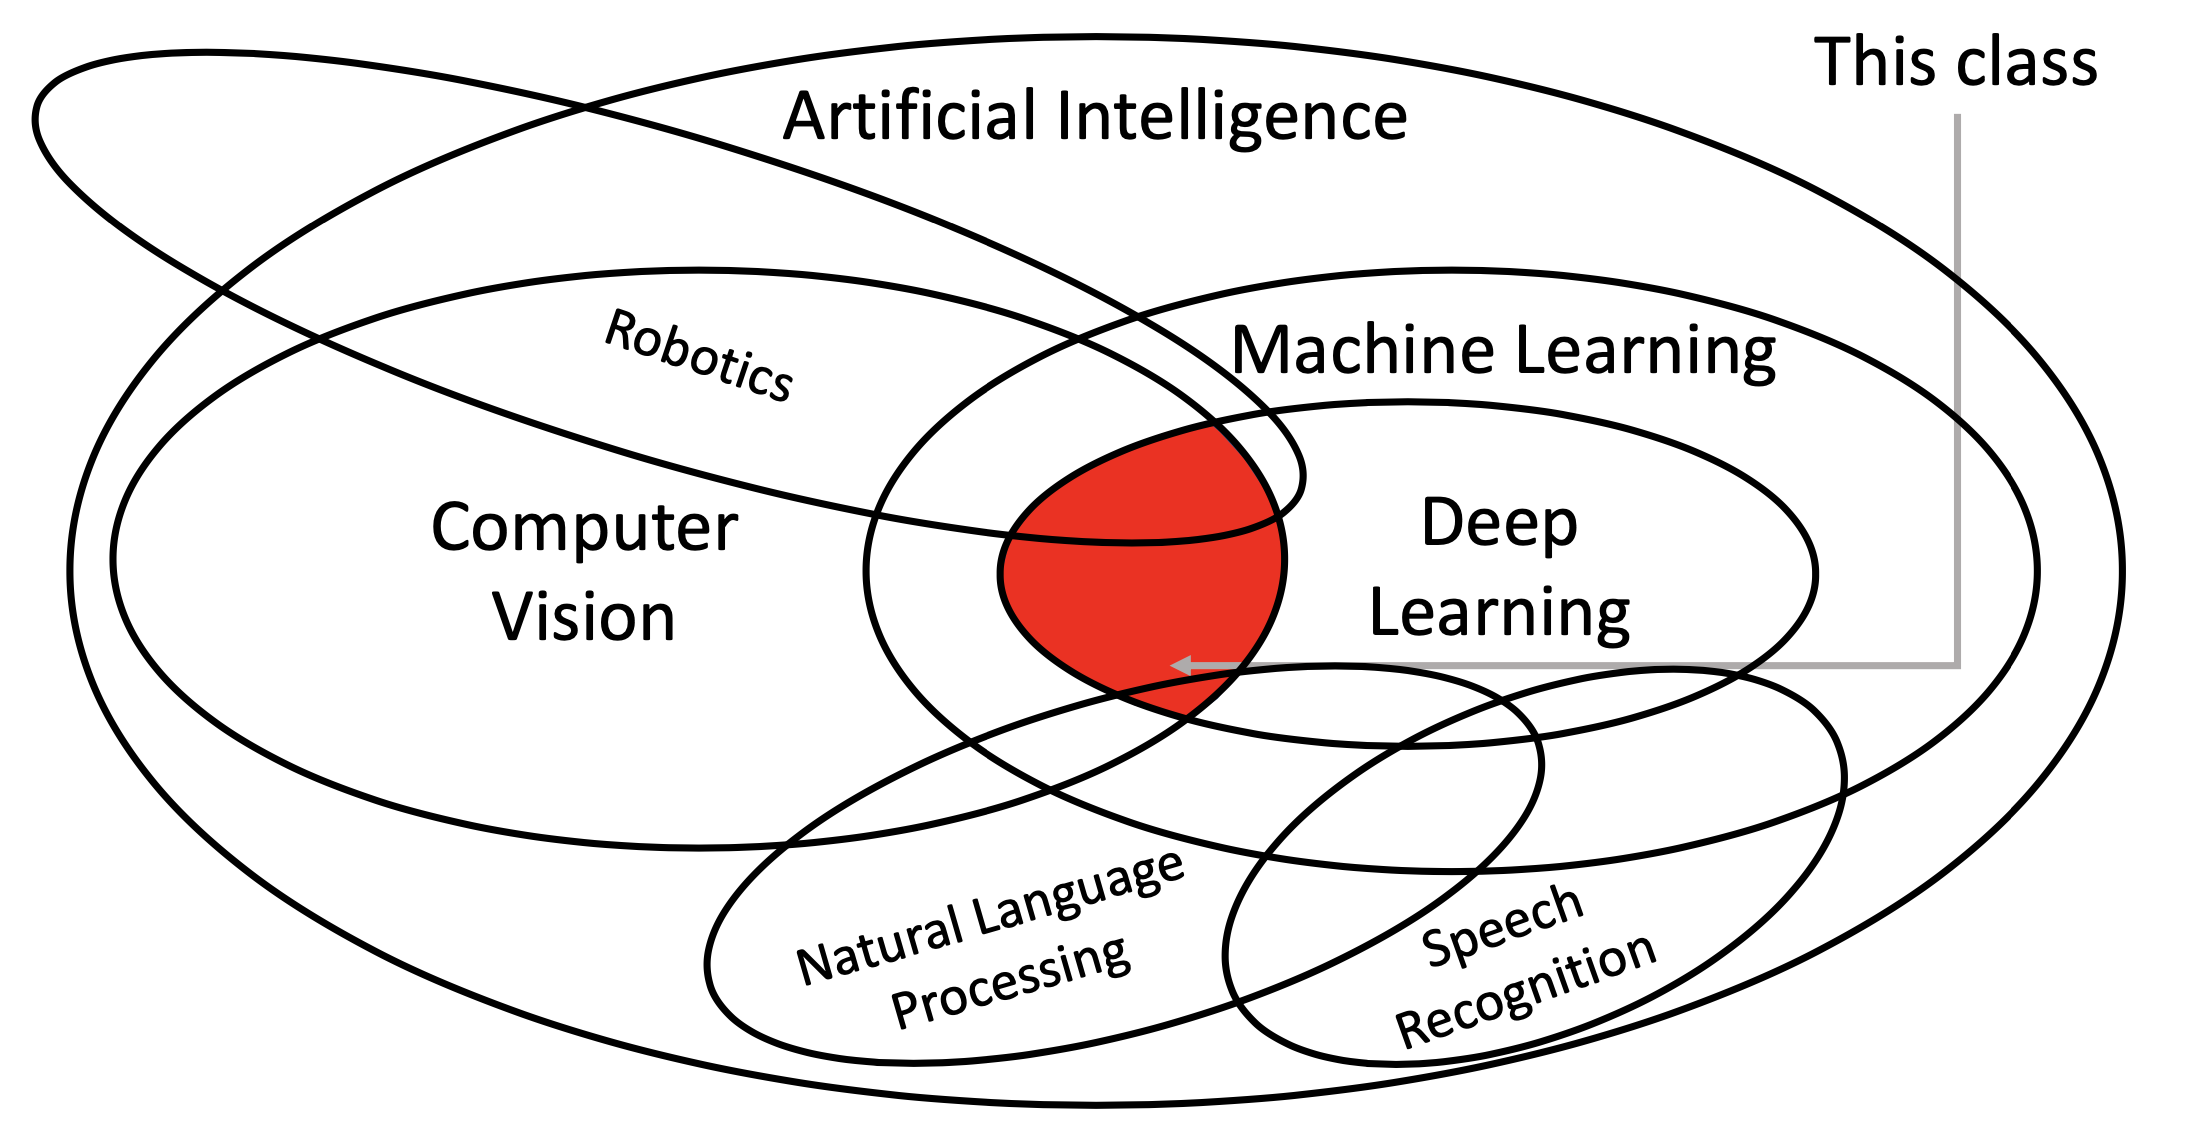 This class
Artificial Intelligence
Robotics
Machine Learning
Computer
Vision
Deep
Learning
Natural Language
Processing
Speech
Recognition